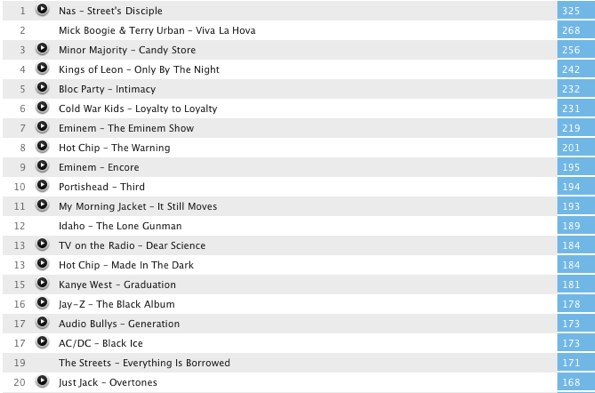 1 Nas – Street's Disciple 325
2 Mick Boogie & Terry Urban – Viva La Hova 268
3 Minor Majority – Candy Store 256
4 Kings of Leon – Only By The Night 242
5 Bloc Party – Intimacy 232
6 Cold War Kids – Loyalty to Loyalty 231
7 Eminem – The Eminem Show 219
8 Hot Chip – The Warning 201
9 Eminem – Encore 195
10 Portishead – Third 194
11 My Morning Jacket – It Still Moves 193
12 Idaho – The Lone Gunman 189
13 TV on the Radio – Dear Science 184
13 Hot Chip – Made In The Dark 184
15 Kanye West – Graduation 181
16 Jay-Z – The Black Album 178
17 Audio Bullys – Generation 173
17 AC/DC – Black Ice 173
19 The Streets – Everything Is Borrowed 171
20 Just Jack – Overtones 168